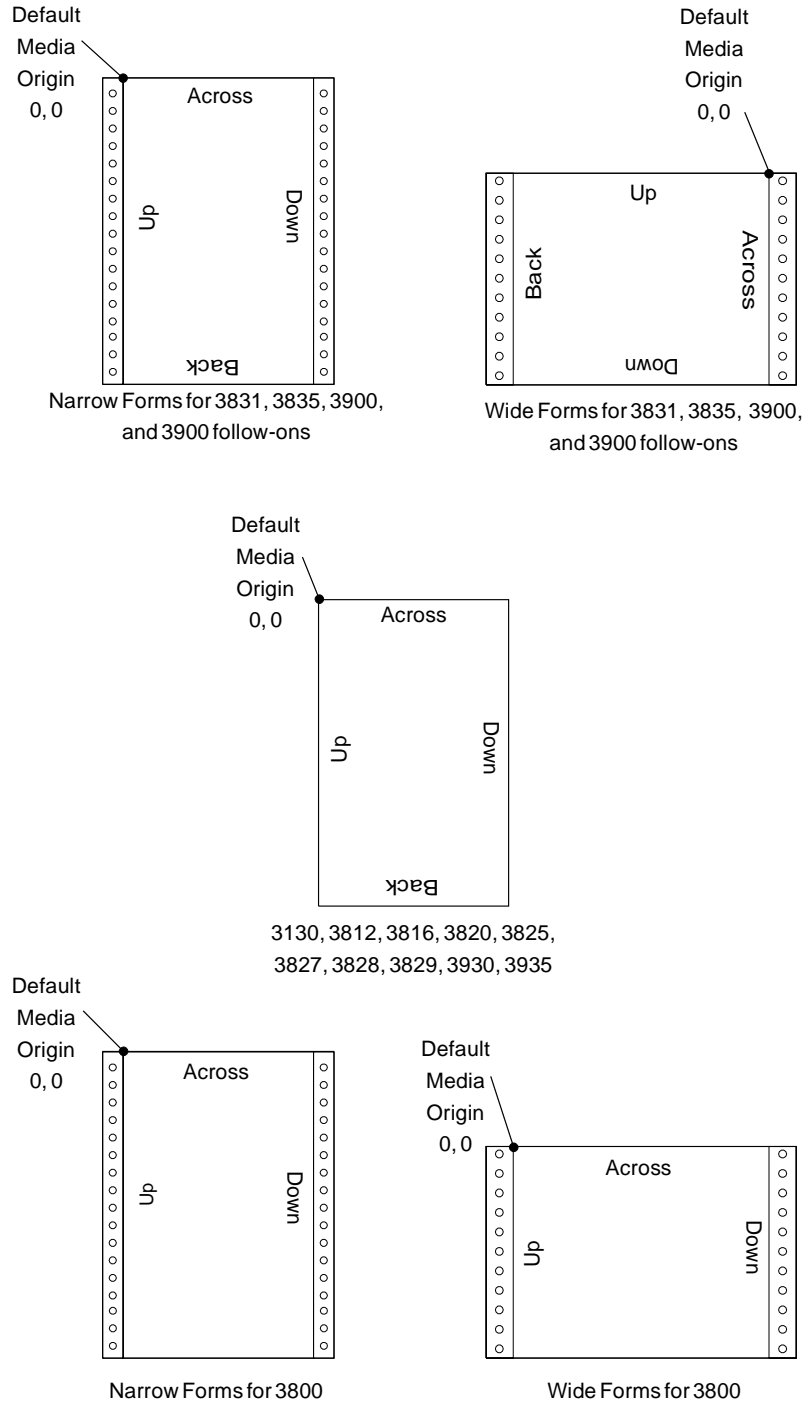 Default
Media
Origin
0, 0
Across
Up
Down
Back
Narrow Forms for 3831, 3835, 3900,
and 3900 follow-ons
Default
Media
Origin
0, 0
Up
Back
Across
Down
Wide Forms for 3831, 3835, 3900,
and 3900 follow-ons
Default
Media
Origin
0, 0
Across
Up
Down
Back
3130, 3812, 3816, 3820, 3825,
3827, 3828, 3829, 3930, 3935
Default
Media
Origin
0, 0
Across
Up
Down
Narrow Forms for 3800
Default
Media
Origin
0, 0
Across
Up
Down
Wide Forms for 3800